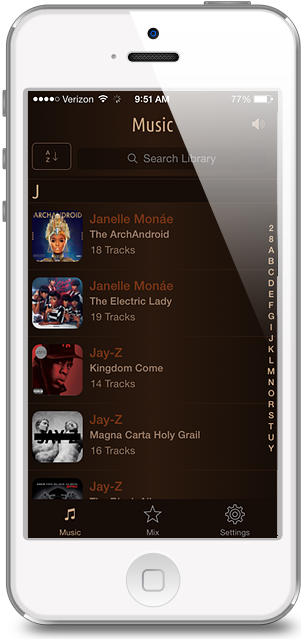 Verizon 9:51 AM 77%
Music
A
Z
Search Library
J
ARCHANDROID
Janelle Monáe
The ArchAndroid
18 Tracks
Janelle Monáe
The Electric Lady
19 Tracks
Jay-Z
Kingdom Come
14 Tracks
JAY Z
Jay-Z
Magna Carta Holy Grail
16 Tracks
Jay-Z
2
8
A
B
C
D
E
F
G
I
J
K
L
M
N
O
R
S
T
U
Y
Music Mix Settings